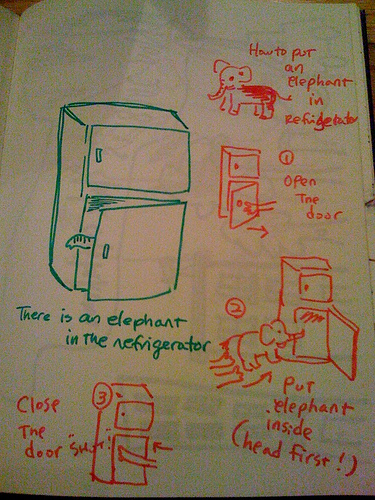 How to put
an
elephant
in
Refrigerator
①
Open
The
door
There is an elephant
in the refrigerator
②
Put
elephant
inside
(head first!)
③
Close
The
door "SHUT!"